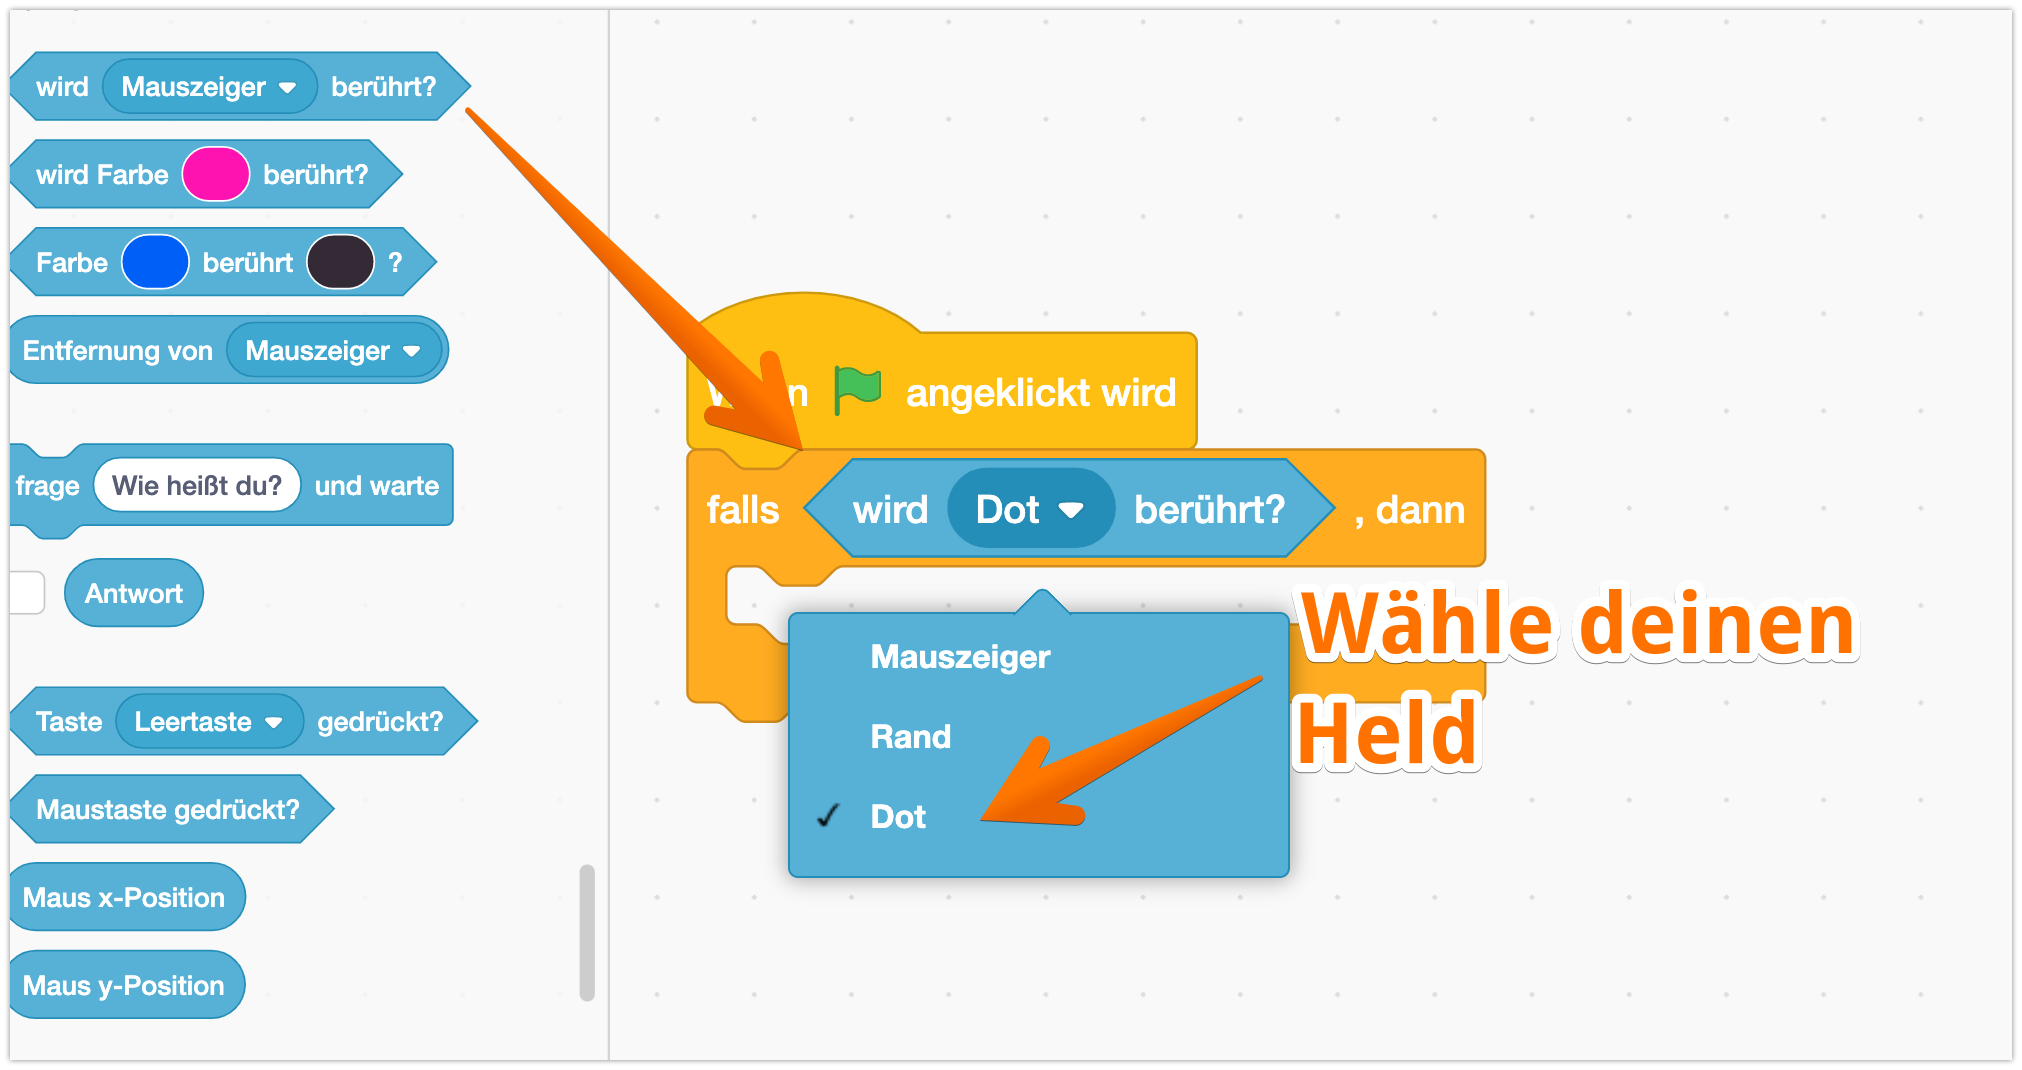 wird Mauszeiger berührt?
wird Farbe berührt?
Farbe berührt ?
Entfernung von Mauszeiger
frage Wie heißt du? und warte
Antwort
Taste Leertaste gedrückt?
Maustaste gedrückt?
Maus x-Position
Maus y-Position
angeklickt wird
falls wird Dot berührt? , dann
Mauszeiger
Rand
Dot
Wähle deinen
Held